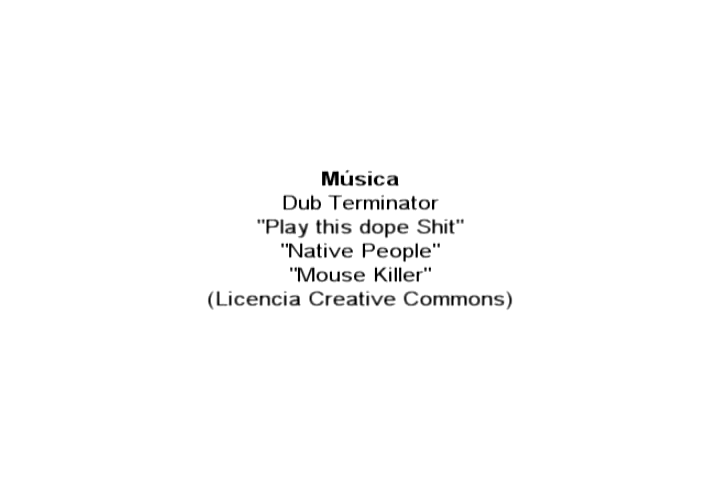 Música
Dub Terminator
"Play this dope Shit"
"Native People"
"Mouse Killer"
(Licencia Creative Commons)